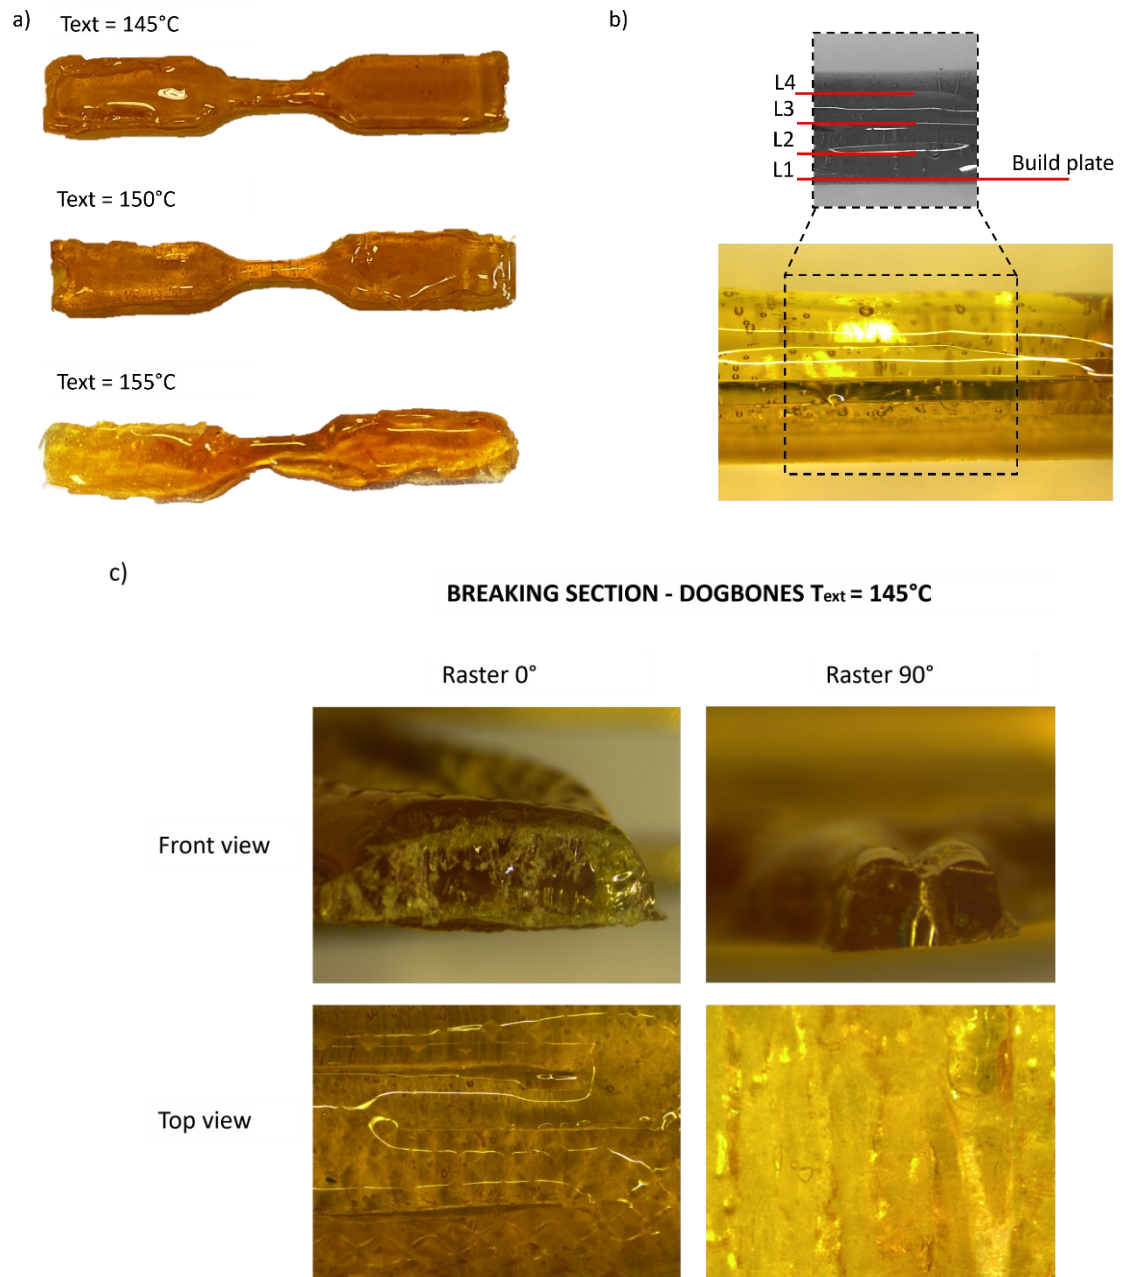 a)
Text = 145°C
Text = 150°C
Text = 155°C
b)
L4
L3
L2
L1
Build plate
c)
BREAKING SECTION - DOGBONES Text = 145°C
Raster 0°
Raster 90°
Front view
Top view